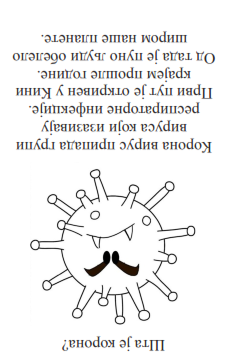 Шта је корона?
Корона вирус припада групи
вируса који изазивају
респираторне инфекције.
Први пут је откривен у Кини
крајем прошле године.
Од тада је пуно људи обелело
широм наше планете.